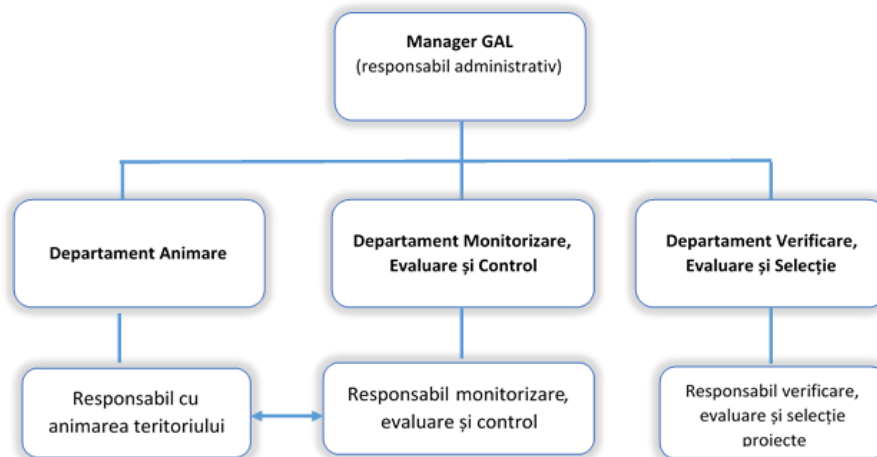 Manager GAL
(responsabil administrativ)
Departament Animare
Departament Monitorizare,
Evaluare și Control
Departament Verificare,
Evaluare și Selecție
Responsabil cu
animarea teritoriului
Responsabil monitorizare,
evaluare și control
Responsabil verificare,
evaluare și selecție
proiecte